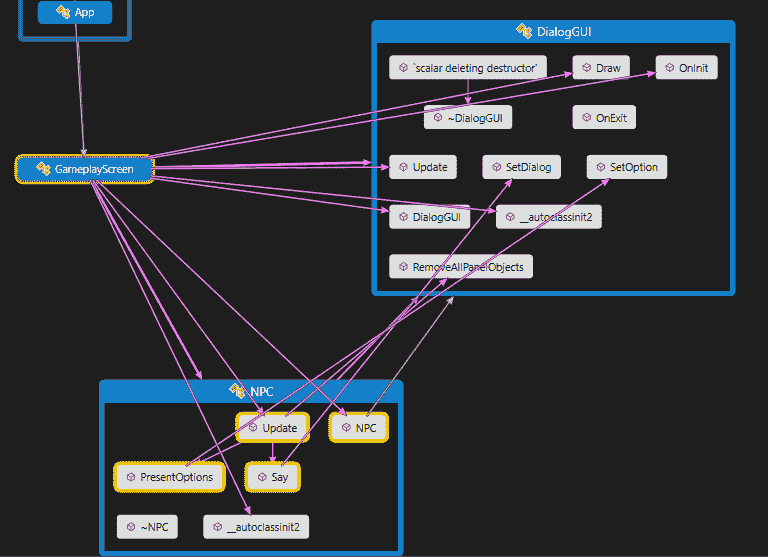 App
DialogGUI
`scalar deleting destructor'
Draw
OnInit
~DialogGUI
OnExit
GameplayScreen
Update
SetDialog
SetOption
DialogGUI
__autoclassinit2
RemoveAllPanelObjects
NPC
Update
NPC
PresentOptions
Say
~NPC
__autoclassinit2